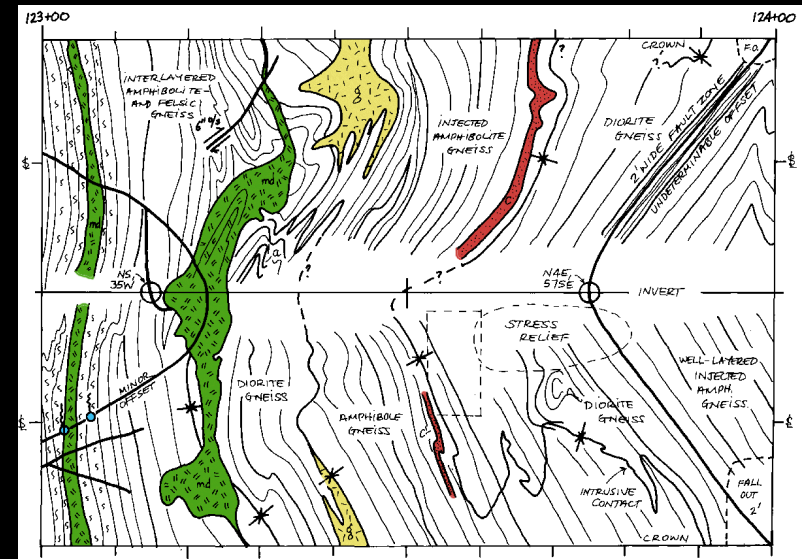 123+00
124+00
CROWN
F.O.
?
?
INTERLAYERED
AMPHIBOLITE
AND FELSIC
GNEISS
6" O/S
g
INJECTED
AMPHIBOLITE
GNEISS
DIORITE
GNEISS
2' WIDE FAULT ZONE
UNDETERMINABLE OFFSET
md
md
c
a
?
?
N5,
35W
N4E,
57SE
INVERT
STRESS
RELIEF
MINOR
OFFSET
DIORITE
GNEISS
AMPHIBOLE
GNEISS
C
DIORITE
GNEISS
WELL-LAYERED
INJECTED
AMPH.
GNEISS
md
INTRUSIVE
CONTACT
FALL
OUT
2'
g
CROWN